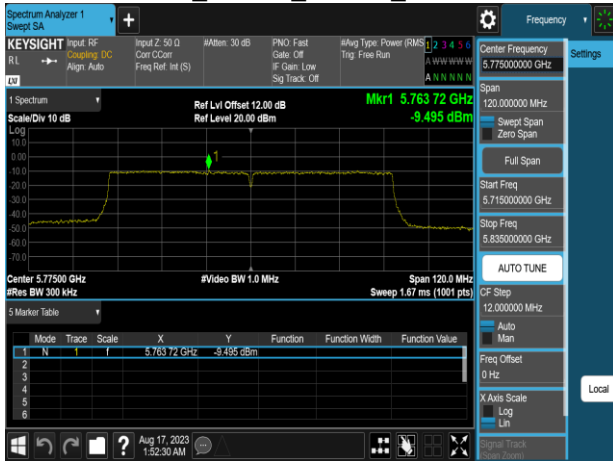 Spectrum Analyzer 1
Swept SA
+
Frequency
KEYSIGHT
Input: RF
Input Z: 50 Ω
#Atten: 30 dB
PNO: Fast
#Avg Type: Power (RMS
1 2 3 4 5 6
RL
Coupling: DC
Corr CCorr
Gate: Off
Trig: Free Run
A W W W W W
Align: Auto
Freq Ref: Int (S)
IF Gain: Low
Sig Track: Off
A N N N N N
LXI
Center Frequency
5.775000000 GHz
Settings
1 Spectrum
Ref Lvl Offset 12.00 dB
Mkr1 5.763 72 GHz
Scale/Div 10 dB
Ref Level 20.00 dBm
-9.495 dBm
Log
10.0
0.00
-10.0
-20.0
-30.0
-40.0
-50.0
-60.0
-70.0
1
Center 5.77500 GHz
#Video BW 1.0 MHz
Span 120.0 MHz
#Res BW 300 kHz
Sweep 1.67 ms (1001 pts)
Span
120.000000 MHz
Swept Span
Zero Span
Full Span
Start Freq
5.715000000 GHz
Stop Freq
5.835000000 GHz
AUTO TUNE
CF Step
12.000000 MHz
Auto
Man
Freq Offset
0 Hz
X Axis Scale
Log
Lin
Signal Track
(Span Zoom)
Local
5 Marker Table
Mode Trace Scale X Y Function Function Width Function Value
1 N 1 f 5.763 72 GHz -9.495 dBm
2
3
4
5
6
?
Aug 17, 2023
1:52:30 AM